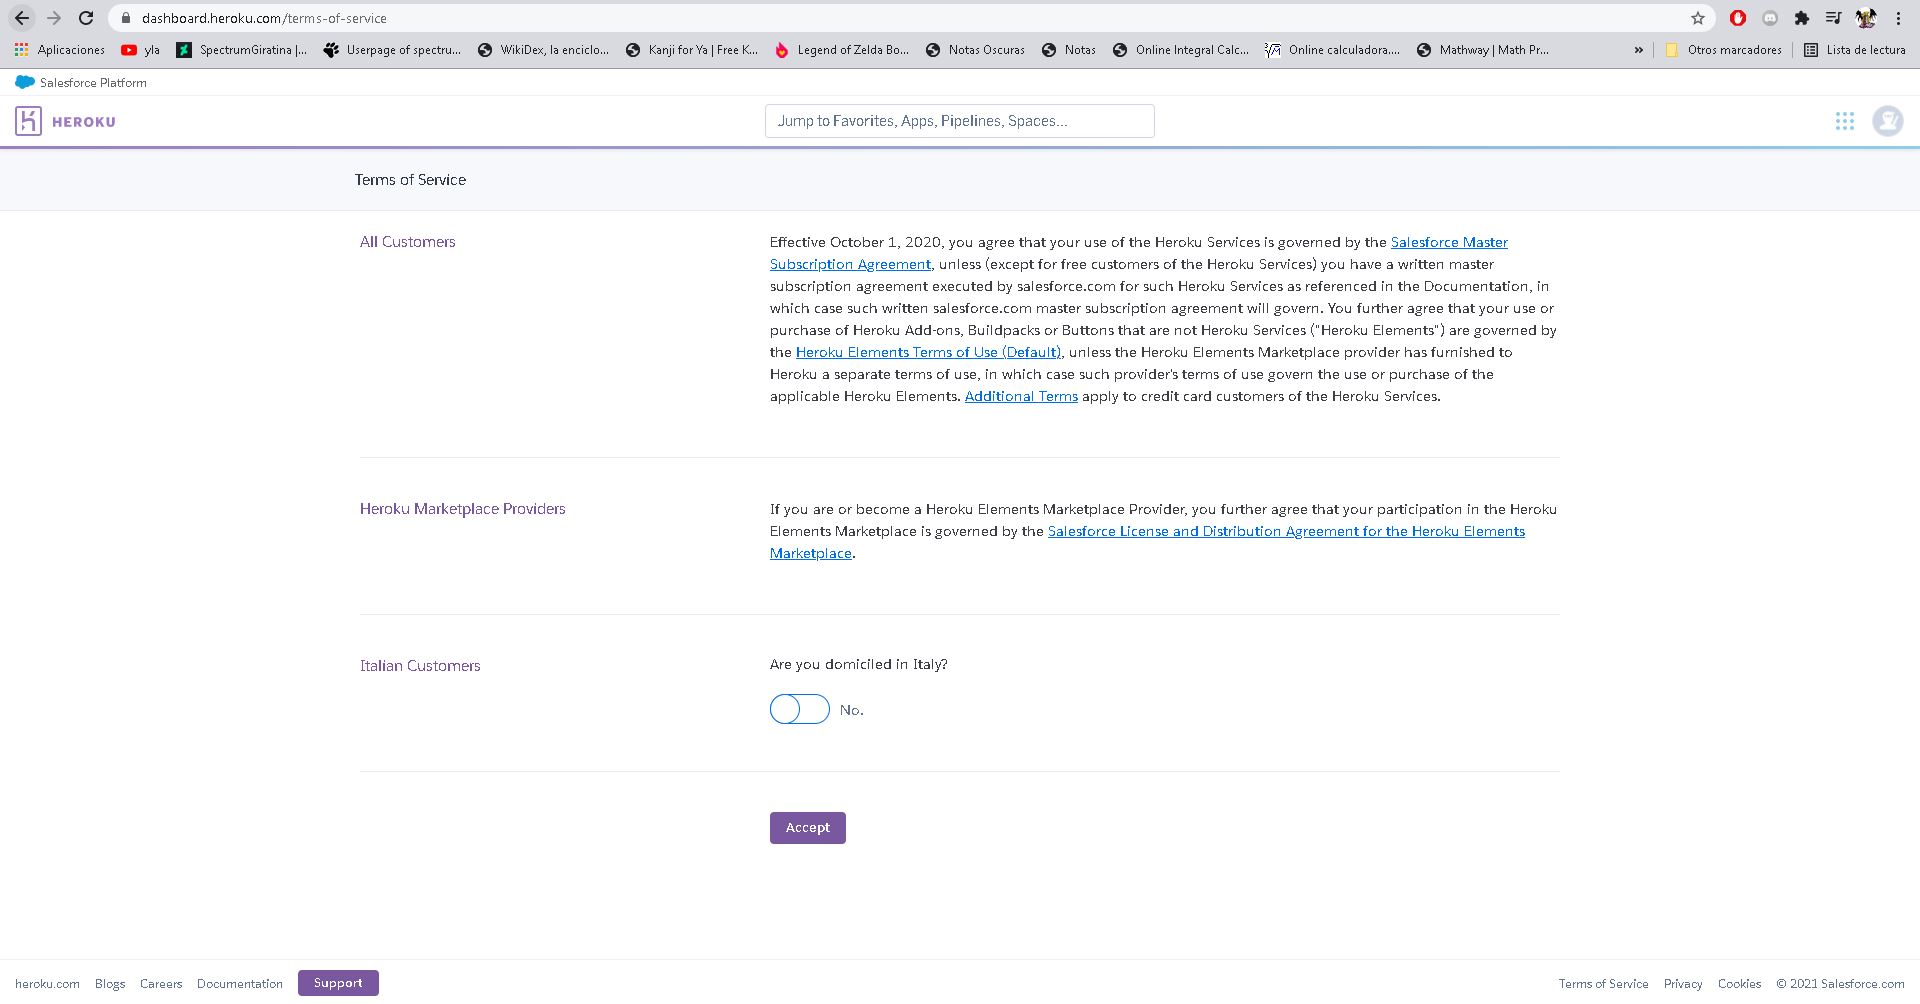 dashboard.heroku.com/terms-of-service
Aplicaciones yla SpectrumGiratina |... Userpage of spectru... WikiDex, la enciclo... Kanji for Ya | Free K... Legend of Zelda Bo... Notas Oscuras Notas Online Integral Calc... Online calculadora.... Mathway | Math Pr... » Otros marcadores Lista de lectura
Salesforce Platform
HEROKU Jump to Favorites, Apps, Pipelines, Spaces...
Terms of Service
All Customers
Effective October 1, 2020, you agree that your use of the Heroku Services is governed by the Salesforce Master
Subscription Agreement, unless (except for free customers of the Heroku Services) you have a written master
subscription agreement executed by salesforce.com for such Heroku Services as referenced in the Documentation, in
which case such written salesforce.com master subscription agreement will govern. You further agree that your use or
purchase of Heroku Add-ons, Buildpacks or Buttons that are not Heroku Services ("Heroku Elements") are governed by
the Heroku Elements Terms of Use (Default), unless the Heroku Elements Marketplace provider has furnished to
Heroku a separate terms of use, in which case such provider's terms of use govern the use or purchase of the
applicable Heroku Elements. Additional Terms apply to credit card customers of the Heroku Services.
Heroku Marketplace Providers
If you are or become a Heroku Elements Marketplace Provider, you further agree that your participation in the Heroku
Elements Marketplace is governed by the Salesforce License and Distribution Agreement for the Heroku Elements
Marketplace.
Italian Customers
Are you domiciled in Italy?
No.
Accept
heroku.com Blogs Careers Documentation Support Terms of Service Privacy Cookies © 2021 Salesforce.com